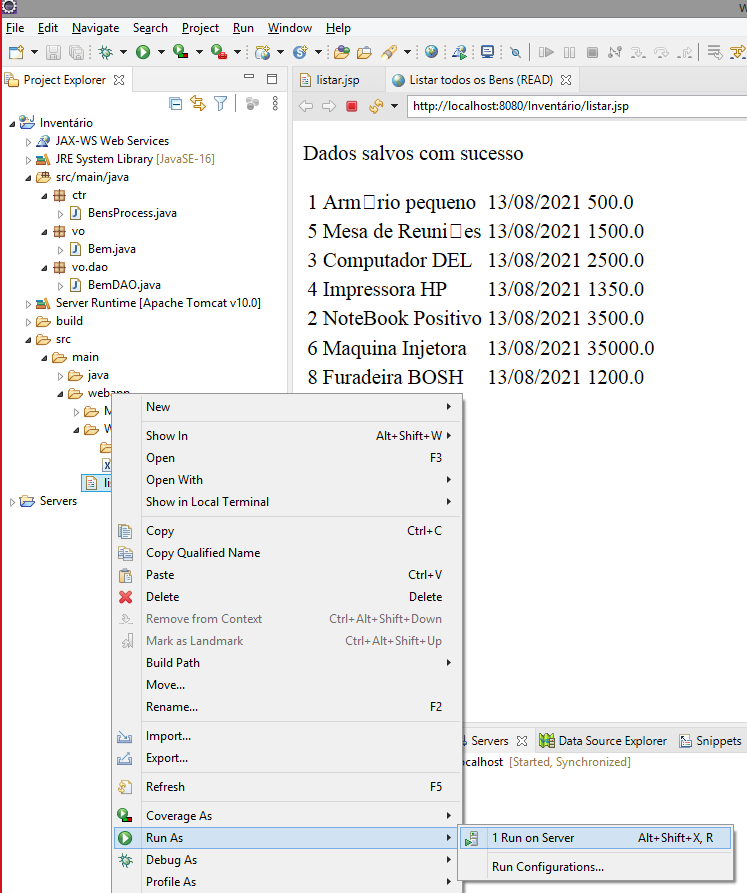 W
File Edit Navigate Search Project Run Window Help
Project Explorer
Inventário
JAX-WS Web Services
JRE System Library [JavaSE-16]
src/main/java
ctr
BensProcess.java
vo
Bem.java
vo.dao
BemDAO.java
Server Runtime [Apache Tomcat v10.0]
build
src
main
java
webapp
M
W
li
Servers
listar.jsp Listar todos os Bens (READ)
http://localhost:8080/Inventário/listar.jsp
Dados salvos com sucesso
1 Arm□rio pequeno 13/08/2021 500.0
5 Mesa de Reuni□es 13/08/2021 1500.0
3 Computador DEL 13/08/2021 2500.0
4 Impressora HP 13/08/2021 1350.0
2 NoteBook Positivo 13/08/2021 3500.0
6 Maquina Injetora 13/08/2021 35000.0
8 Furadeira BOSH 13/08/2021 1200.0
New
Show In Alt+Shift+W
Open F3
Open With
Show in Local Terminal
Copy Ctrl+C
Copy Qualified Name
Paste Ctrl+V
Delete Delete
Remove from Context Ctrl+Alt+Shift+Down
Mark as Landmark Ctrl+Alt+Shift+Up
Build Path
Move...
Rename... F2
Import...
Export...
Refresh F5
Coverage As
Run As
Debug As
Profile As
1 Run on Server Alt+Shift+X, R
Run Configurations...
Servers Data Source Explorer Snippets
ocalhost [Started, Synchronized]